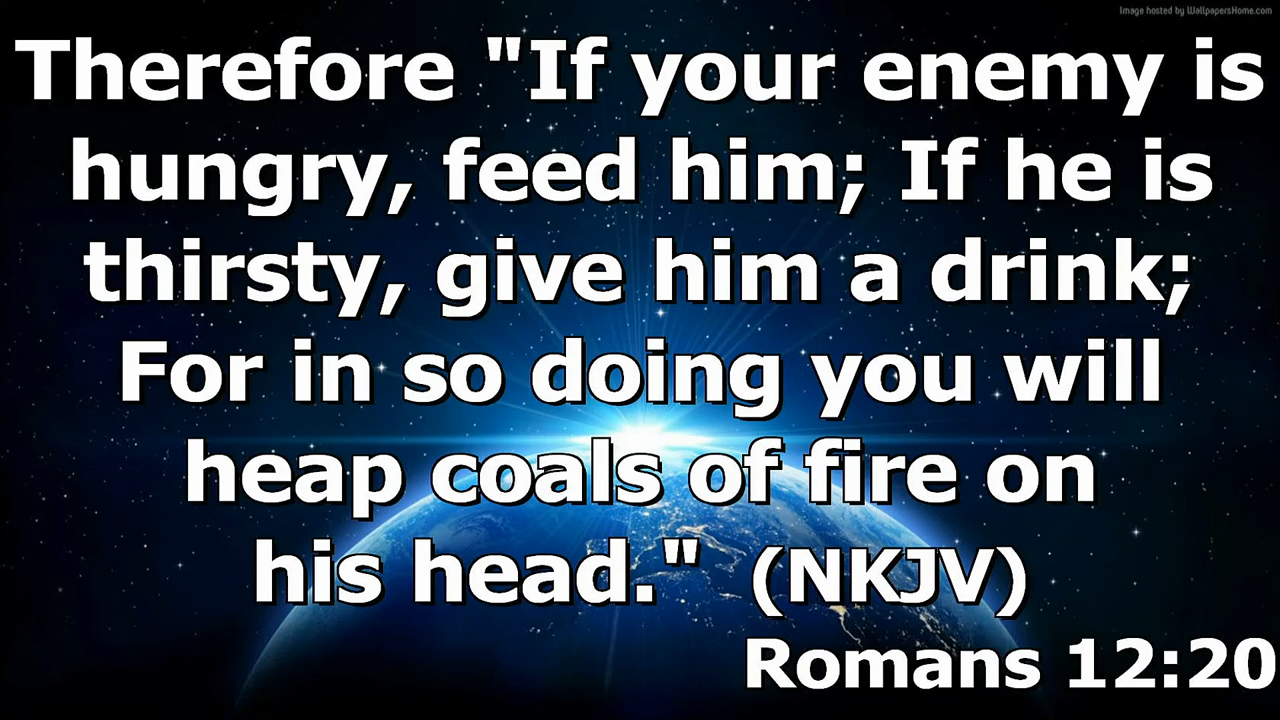 Image hosted by WallpapersHome.com
Therefore "If your enemy is
hungry, feed him; If he is
thirsty, give him a drink;
For in so doing you will
heap coals of fire on
his head." (NKJV)
Romans 12:20